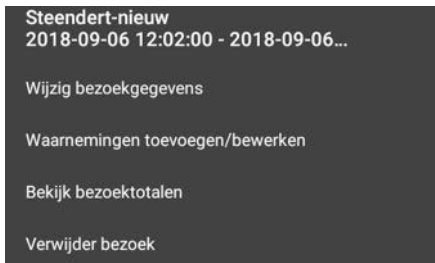 Steendert-nieuw
2018-09-06 12:02:00 - 2018-09-06...
Wijzig bezoekgegevens
Waarnemingen toevoegen/bewerken
Bekijk bezoektotalen
Verwijder bezoek